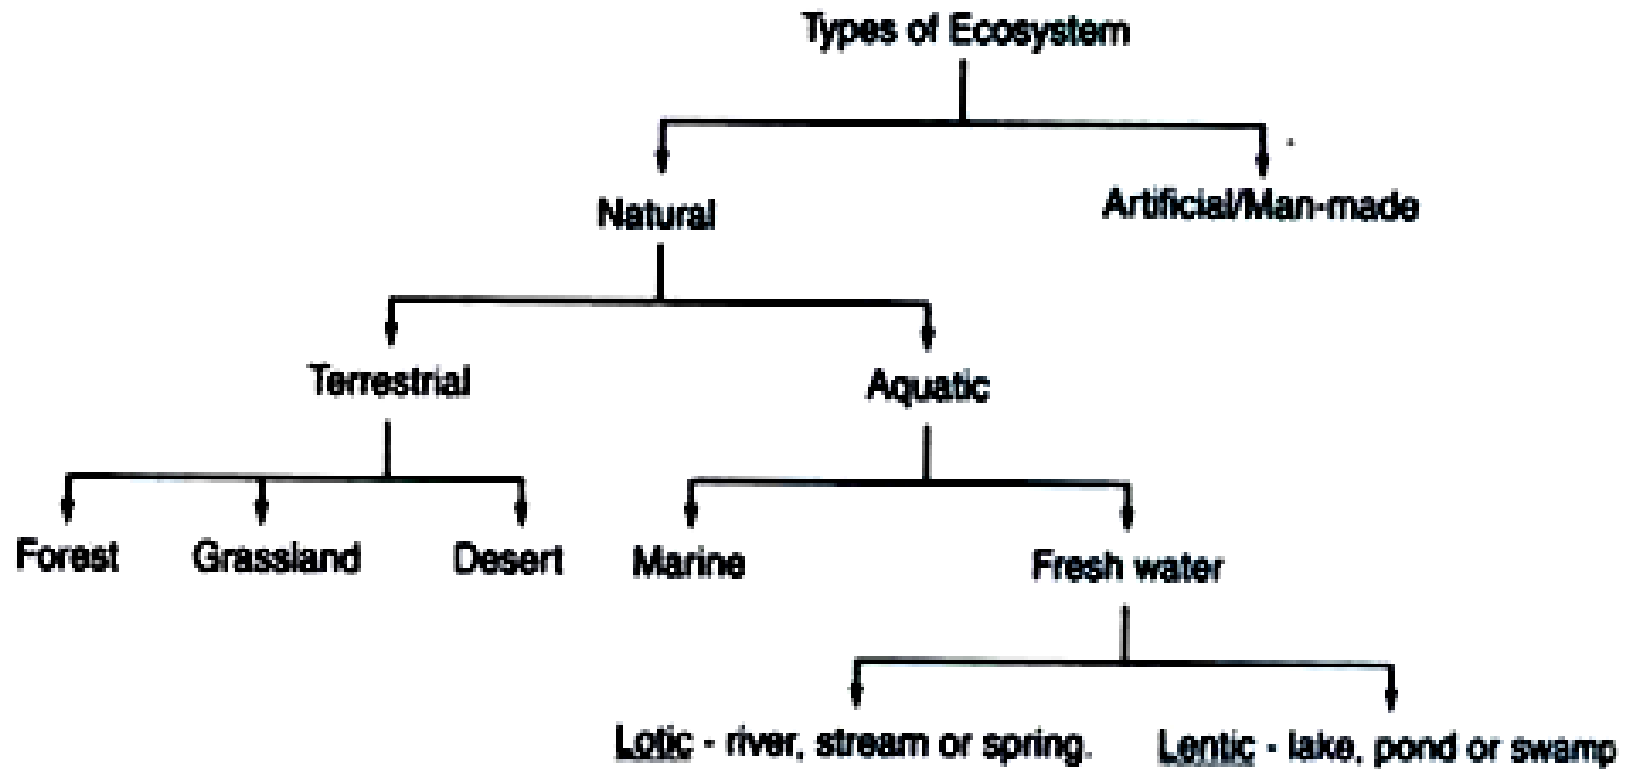 Types of Ecosystem
Natural
Artificial/Man-made
Terrestrial
Aquatic
Forest
Grassland
Desert
Marine
Fresh water
Lotic - river, stream or spring.
Lentic - lake, pond or swamp